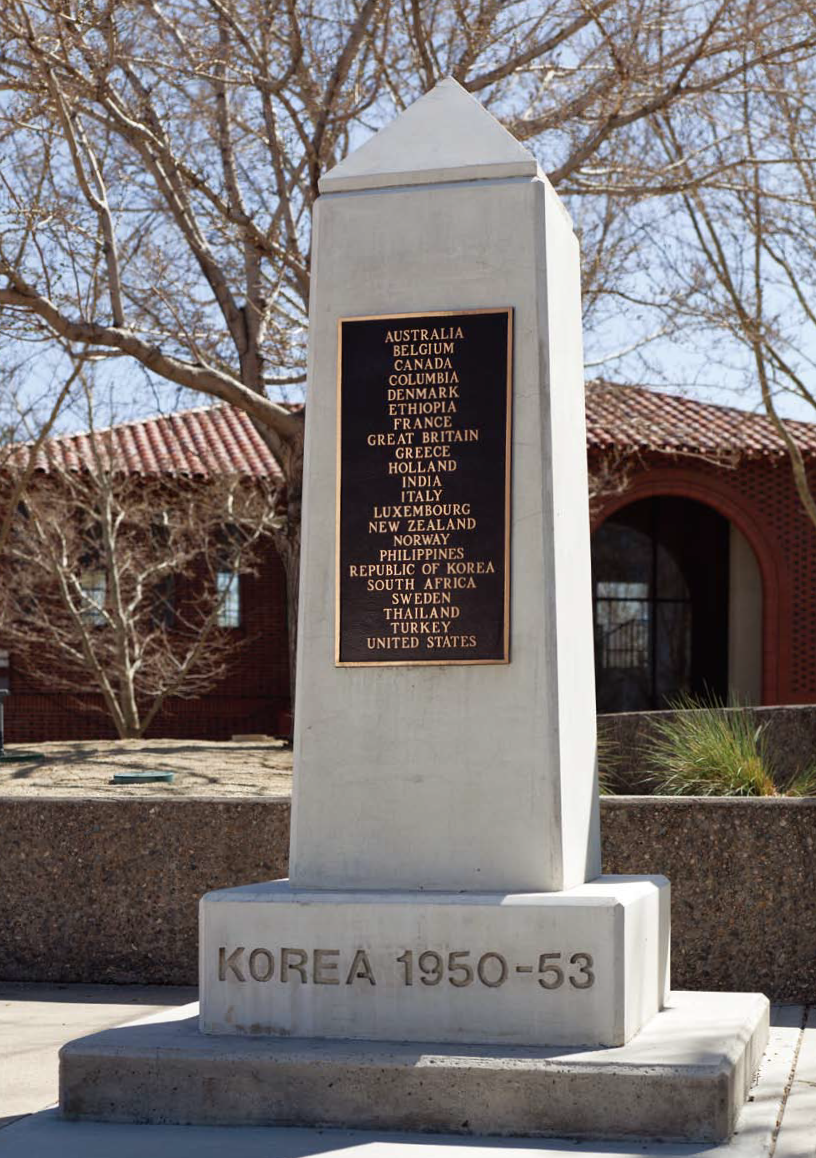 AUSTRALIA
BELGIUM
CANADA
COLUMBIA
DENMARK
ETHIOPIA
FRANCE
GREAT BRITAIN
GREECE
HOLLAND
INDIA
ITALY
LUXEMBOURG
NEW ZEALAND
NORWAY
PHILIPPINES
REPUBLIC OF KOREA
SOUTH AFRICA
SWEDEN
THAILAND
TURKEY
UNITED STATES
KOREA 1950-53